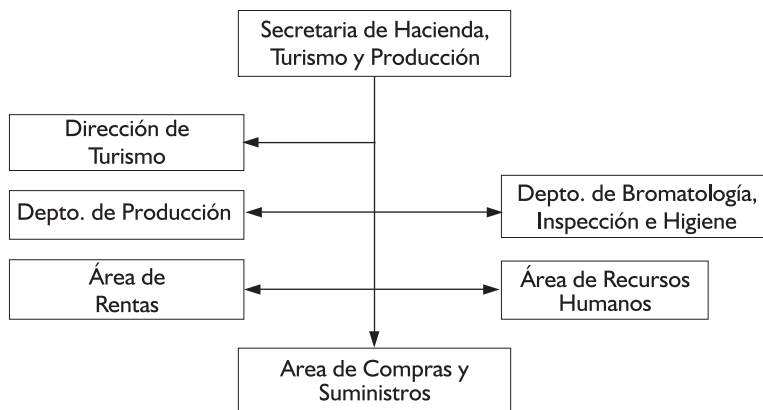 Secretaria de Hacienda,
Turismo y Producción
Dirección de
Turismo
Depto. de Producción
Depto. de Bromatología,
Inspección e Higiene
Área de
Rentas
Área de Recursos
Humanos
Area de Compras y
Suministros